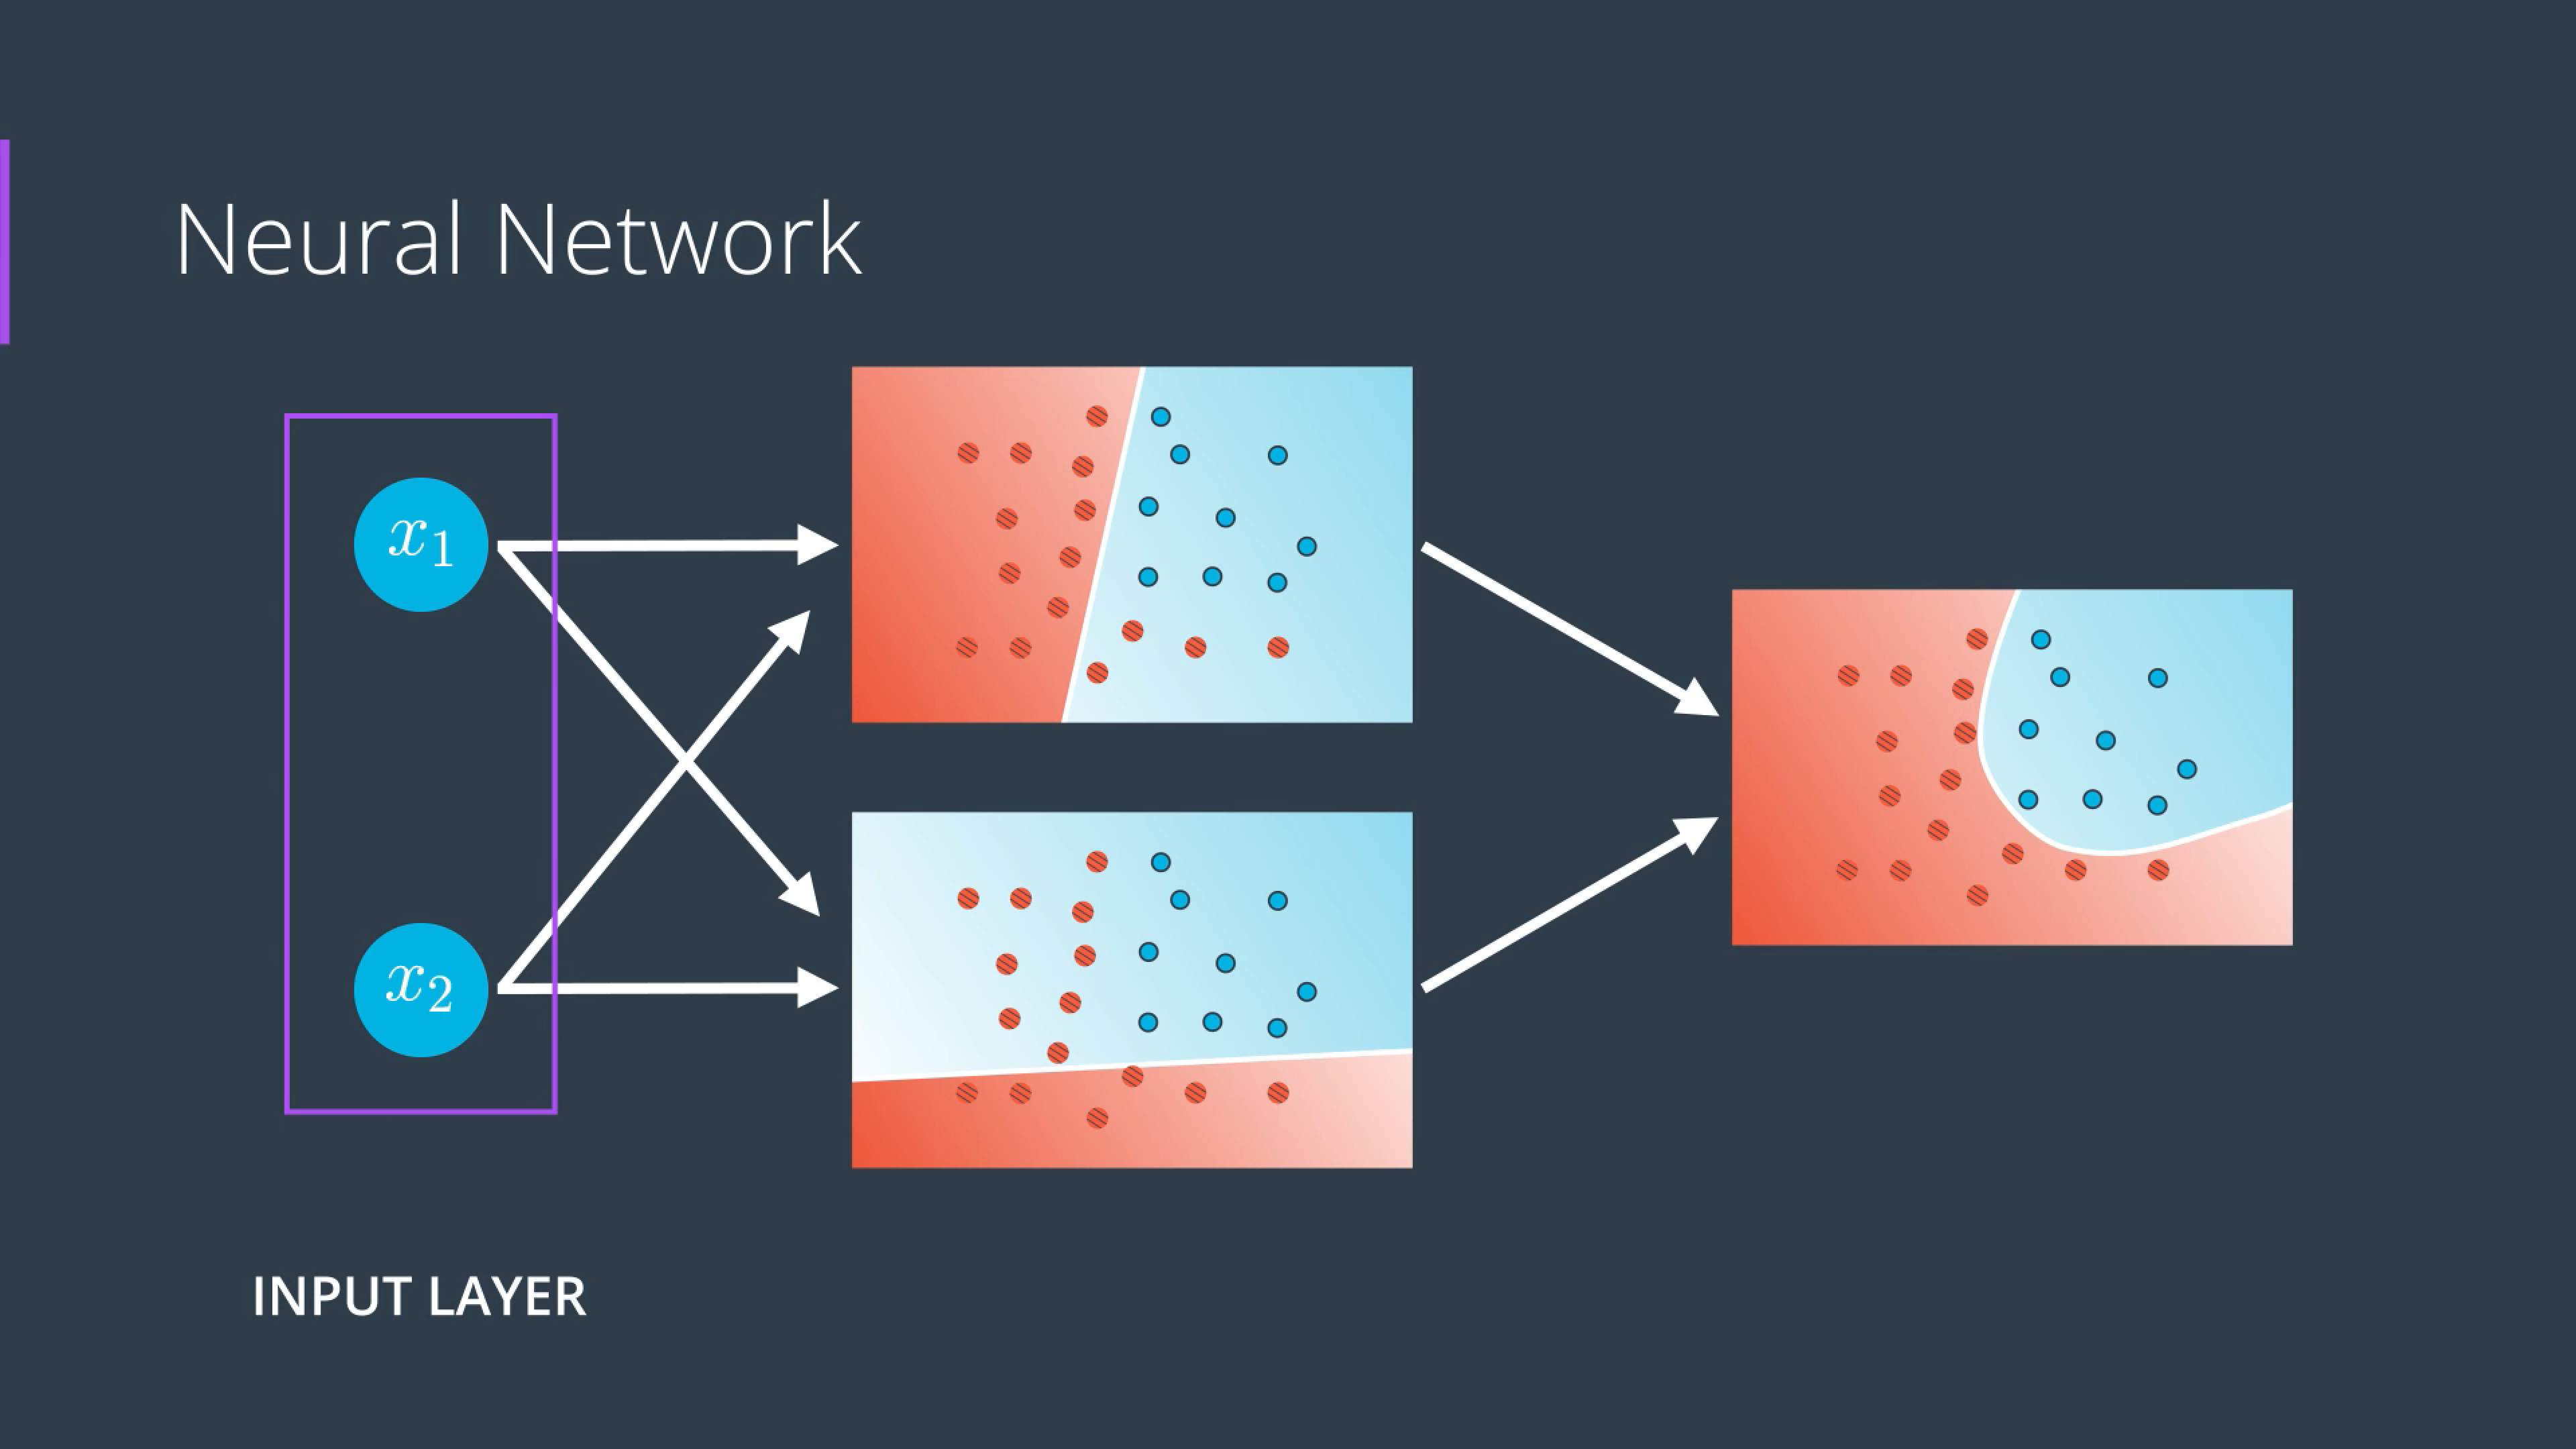 Neural Network
x₁
x₂
INPUT LAYER